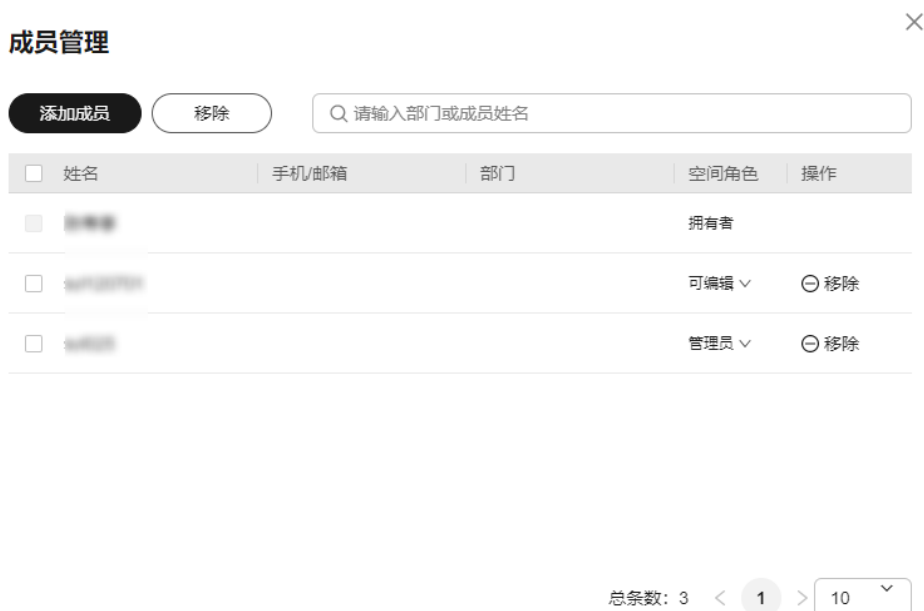 成员管理
添加成员 移除 请输入部门或成员姓名
姓名 手机/邮箱 部门 空间角色 操作
拥有者
可编辑 移除
管理员 移除
总条数：3 < 1 > 10